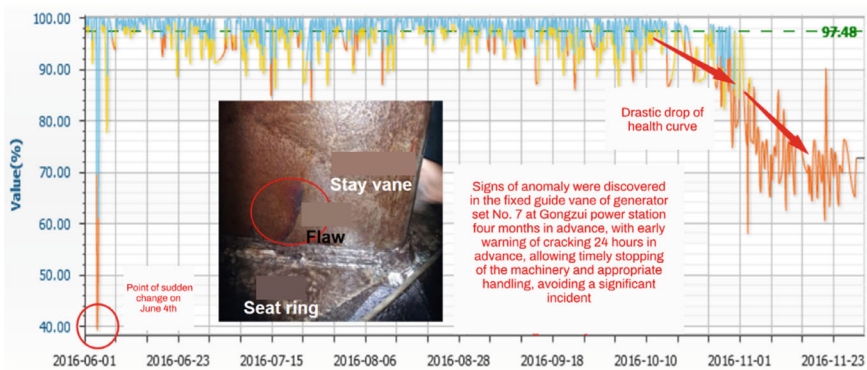 100.00
90.00
80.00
70.00
60.00
50.00
40.00
Value(%)
97.48
Drastic drop of
health curve
Stay vane
Flaw
Seat ring
Signs of anomaly were discovered
in the fixed guide vane of generator
set No. 7 at Gongzui power station
four months in advance, with early
warning of cracking 24 hours in
advance, allowing timely stopping
of the machinery and appropriate
handling, avoiding a significant
incident
Point of sudden
change on
June 4th
2016-06-01
2016-06-23
2016-07-15
2016-08-06
2016-08-28
2016-09-18
2016-10-10
2016-11-01
2016-11-23